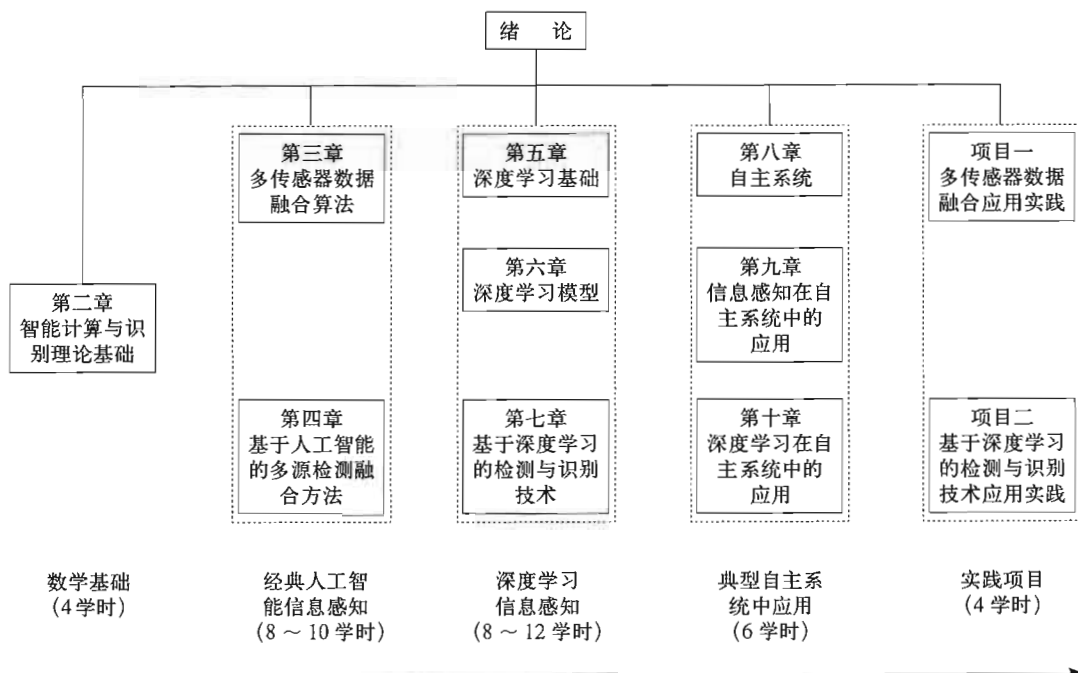 绪 论
第二章
智能计算与识
别理论基础
第三章
多传感器数据
融合算法
第四章
基于人工智能
的多源检测融
合方法
第五章
深度学习基础
第六章
深度学习模型
第七章
基于深度学习
的检测与识别
技术
第八章
自主系统
第九章
信息感知在自
主系统中的
应用
第十章
深度学习在自
主系统中的
应用
项目一
多传感器数据
融合应用实践
项目二
基于深度学习
的检测与识别
技术应用实践
数学基础
(4学时)
经典人工智
能信息感知
(8~10学时)
深度学习
信息感知
(8~12学时)
典型自主系
统中应用
(6学时)
实践项目
(4学时)